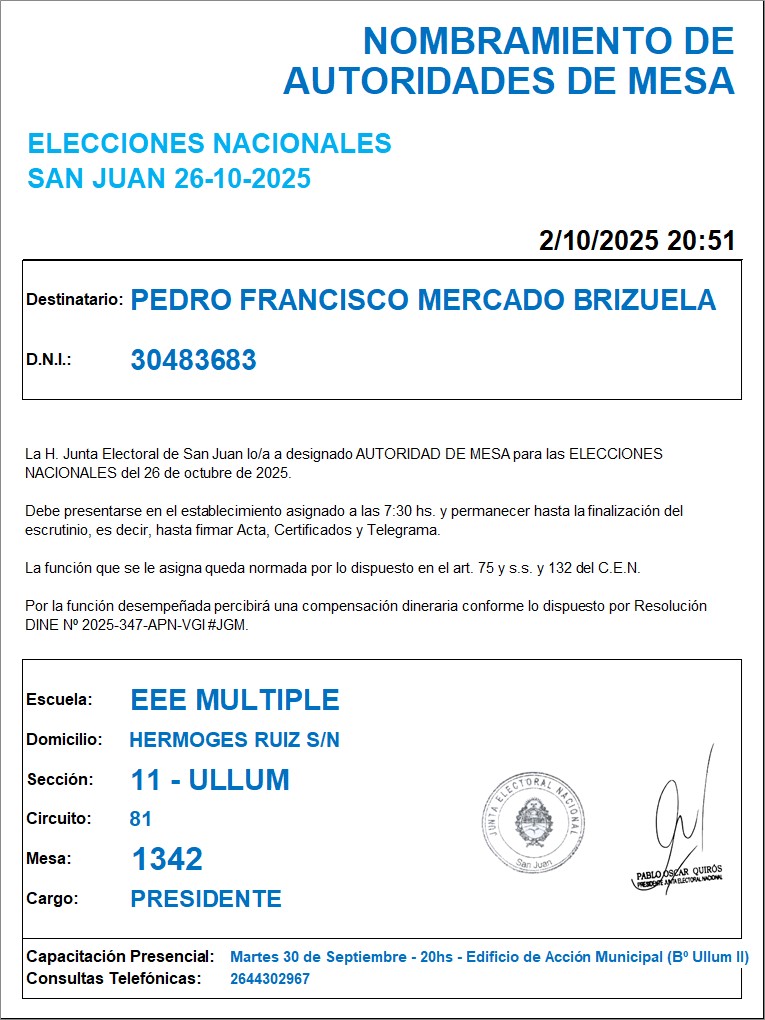 NOMBRAMIENTO DE
AUTORIDADES DE MESA
ELECCIONES NACIONALES
SAN JUAN 26-10-2025
2/10/2025 20:51
Destinatario: PEDRO FRANCISCO MERCADO BRIZUELA
D.N.I.: 30483683
La H. Junta Electoral de San Juan lo/a a designado AUTORIDAD DE MESA para las ELECCIONES
NACIONALES del 26 de octubre de 2025.
Debe presentarse en el establecimiento asignado a las 7:30 hs. y permanecer hasta la finalización del
escrutinio, es decir, hasta firmar Acta, Certificados y Telegrama.
La función que se le asigna queda normada por lo dispuesto en el art. 75 y s.s. y 132 del C.E.N.
Por la función desempeñada percibirá una compensación dineraria conforme lo dispuesto por Resolución
DINE Nº 2025-347-APN-VGI#JGM.
Escuela: EEE MULTIPLE
Domicilio: HERMOGES RUIZ S/N
Sección: 11 - ULLUM
Circuito: 81
Mesa: 1342
Cargo: PRESIDENTE
JUNTA ELECTORAL NACIONAL
San Juan
PABLO OSCAR QUIRÓS
PRESIDENTE JUNTA ELECTORAL NACIONAL
Capacitación Presencial: Martes 30 de Septiembre - 20hs - Edificio de Acción Municipal (Bº Ullum II)
Consultas Telefónicas: 2644302967